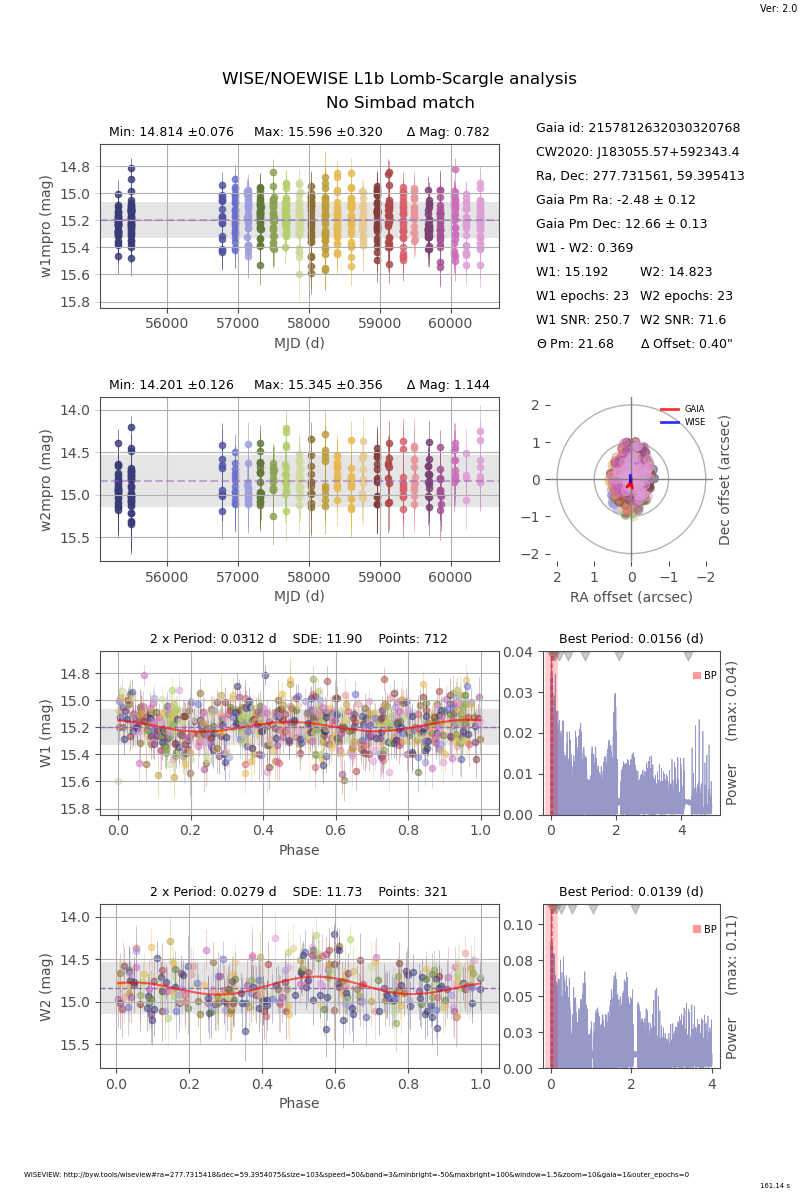 Ver: 2.0
WISE/NOEWISE L1b Lomb-Scargle analysis
No Simbad match
Min: 14.814 ±0.076 Max: 15.596 ±0.320 Δ Mag: 0.782
14.8
15.0
15.2
15.4
15.6
15.8
w1mpro (mag)
56000 57000 58000 59000 60000
MJD (d)
Gaia id: 2157812632030320768
CW2020: J183055.57+592343.4
Ra, Dec: 277.731561, 59.395413
Gaia Pm Ra: -2.48 ± 0.12
Gaia Pm Dec: 12.66 ± 0.13
W1 - W2: 0.369
W1: 15.192 W2: 14.823
W1 epochs: 23 W2 epochs: 23
W1 SNR: 250.7 W2 SNR: 71.6
Θ Pm: 21.68 Δ Offset: 0.40"
Min: 14.201 ±0.126 Max: 15.345 ±0.356 Δ Mag: 1.144
14.0
14.5
15.0
15.5
w2mpro (mag)
56000 57000 58000 59000 60000
MJD (d)
GAIA
WISE
2
1
0
−1
−2
2 1 0 −1 −2
RA offset (arcsec)
Dec offset (arcsec)
2 x Period: 0.0312 d SDE: 11.90 Points: 712
14.8
15.0
15.2
15.4
15.6
15.8
W1 (mag)
0.0 0.2 0.4 0.6 0.8 1.0
Phase
Best Period: 0.0156 (d)
BP
0.04
0.03
0.02
0.01
0.00
0 2 4
Power (max: 0.04)
2 x Period: 0.0279 d SDE: 11.73 Points: 321
14.0
14.5
15.0
15.5
W2 (mag)
0.0 0.2 0.4 0.6 0.8 1.0
Phase
Best Period: 0.0139 (d)
BP
0.10
0.08
0.05
0.03
0.00
0 2 4
Power (max: 0.11)
WISEVIEW: http://byw.tools/wiseview#ra=277.7315418&dec=59.3954075&size=103&speed=50&band=3&minbright=-50&maxbright=100&window=1.5&zoom=10&gaia=1&outer_epochs=0
161.14 s